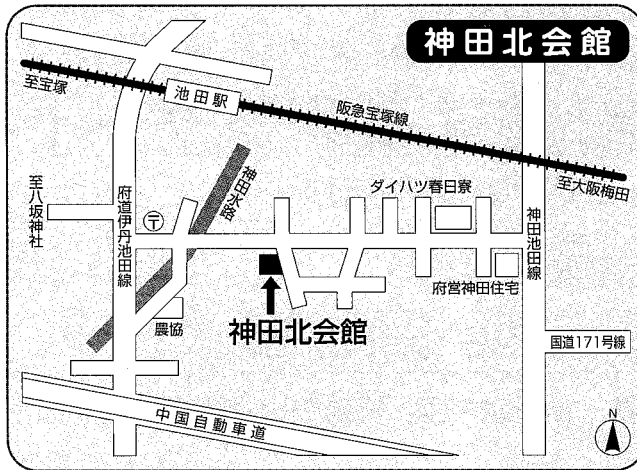 神田北会館
至宝塚
池田駅
阪急宝塚線
至大阪梅田
至八坂神社
府道伊丹池田線
〒
神田水路
ダイハツ春日寮
神田池田線
府営神田住宅
農協
神田北会館
国道171号線
中国自動車道
N